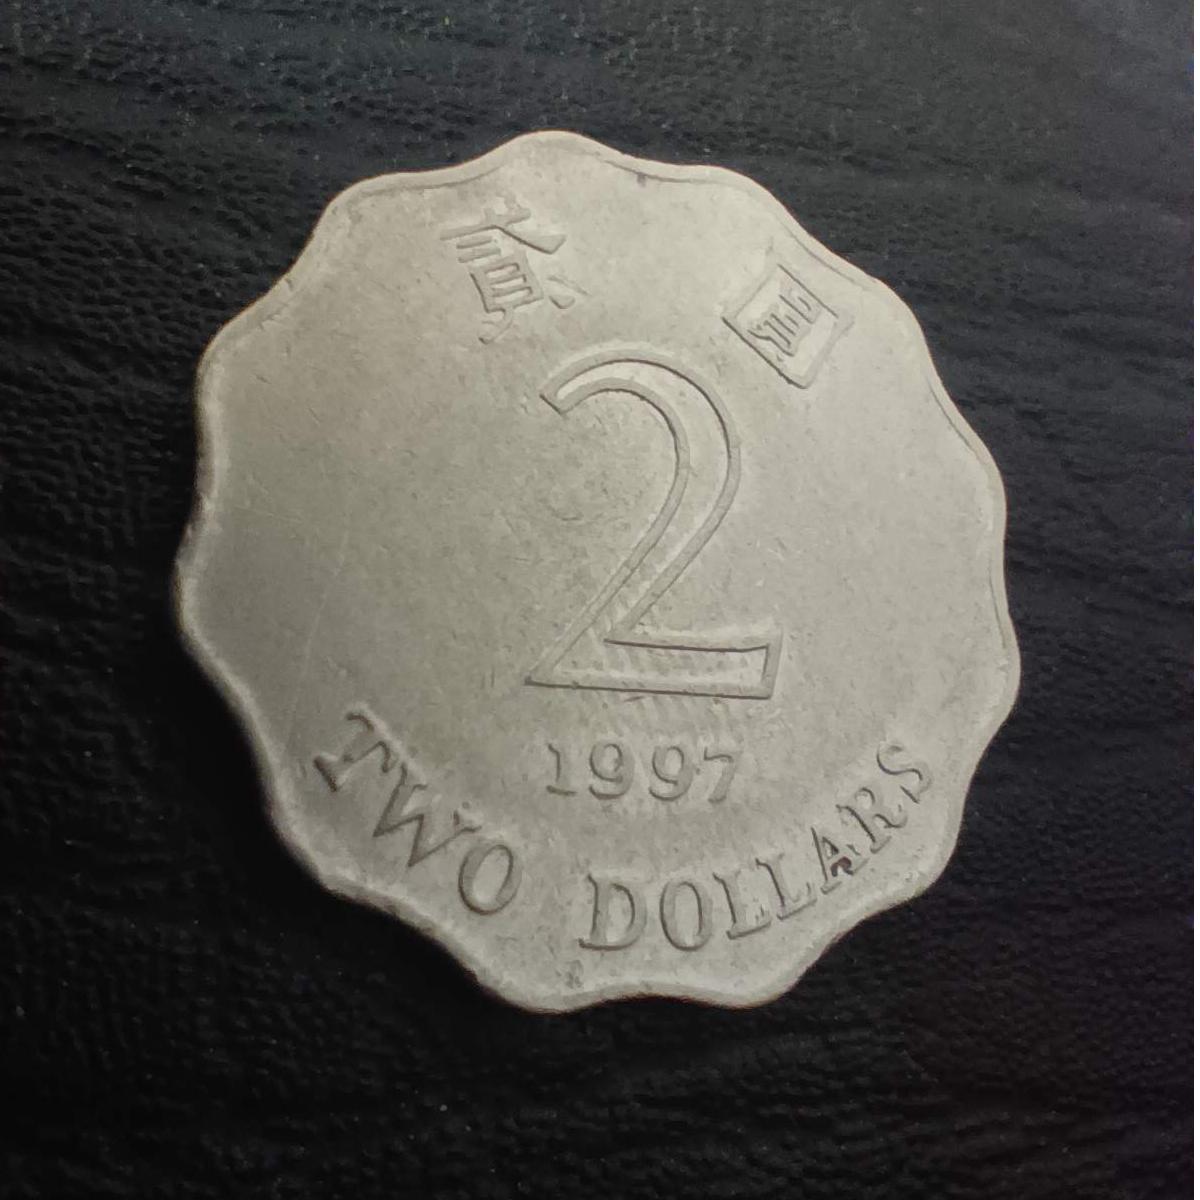 貳 圓
2
1997
TWO DOLLARS